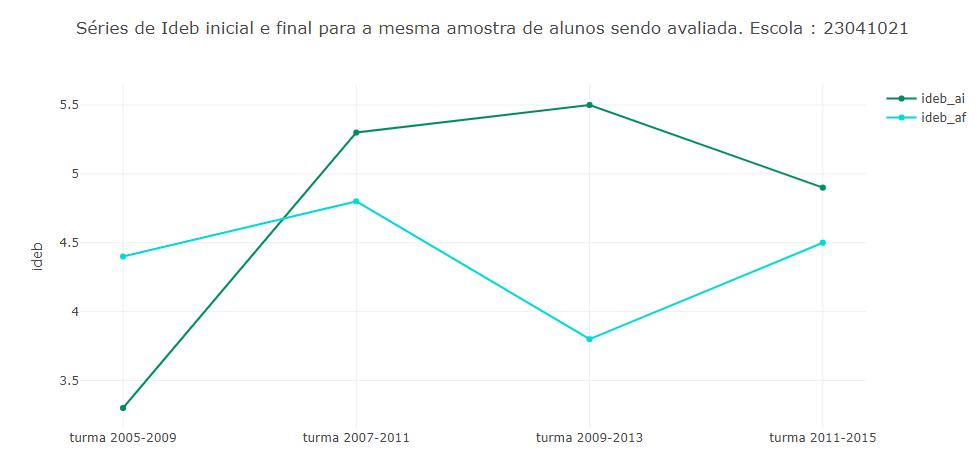 Séries de Ideb inicial e final para a mesma amostra de alunos sendo avaliada. Escola : 23041021
ideb_ai
ideb_af
5.5
5
4.5
4
3.5
ideb
turma 2005-2009
turma 2007-2011
turma 2009-2013
turma 2011-2015